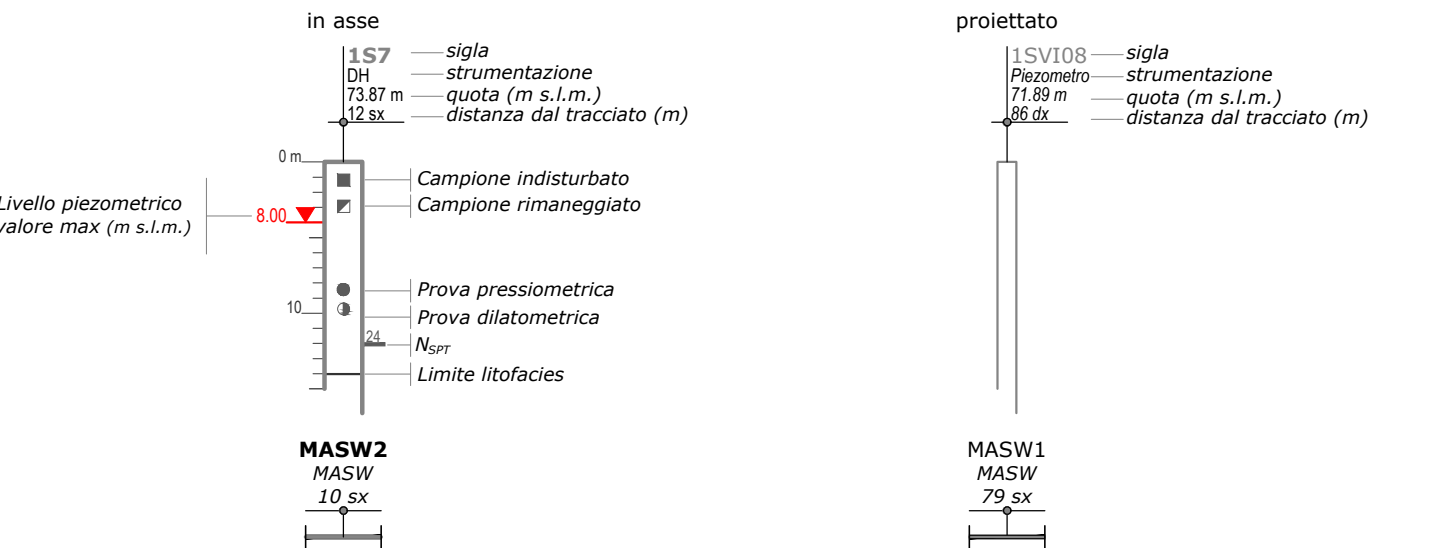 in asse
1S7
sigla
DH
strumentazione
73.87 m
quota (m s.l.m.)
12 sx
distanza dal tracciato (m)
0 m
Campione indisturbato
Campione rimaneggiato
Livello piezometrico
valore max (m s.l.m.)
8.00
Prova pressiometrica
10
Prova dilatometrica
24
NSPT
Limite litofacies
MASW2
MASW
10 sx
proiettato
1SVI08
sigla
Piezometro
strumentazione
71.89 m
quota (m s.l.m.)
86 dx
distanza dal tracciato (m)
MASW1
MASW
79 sx